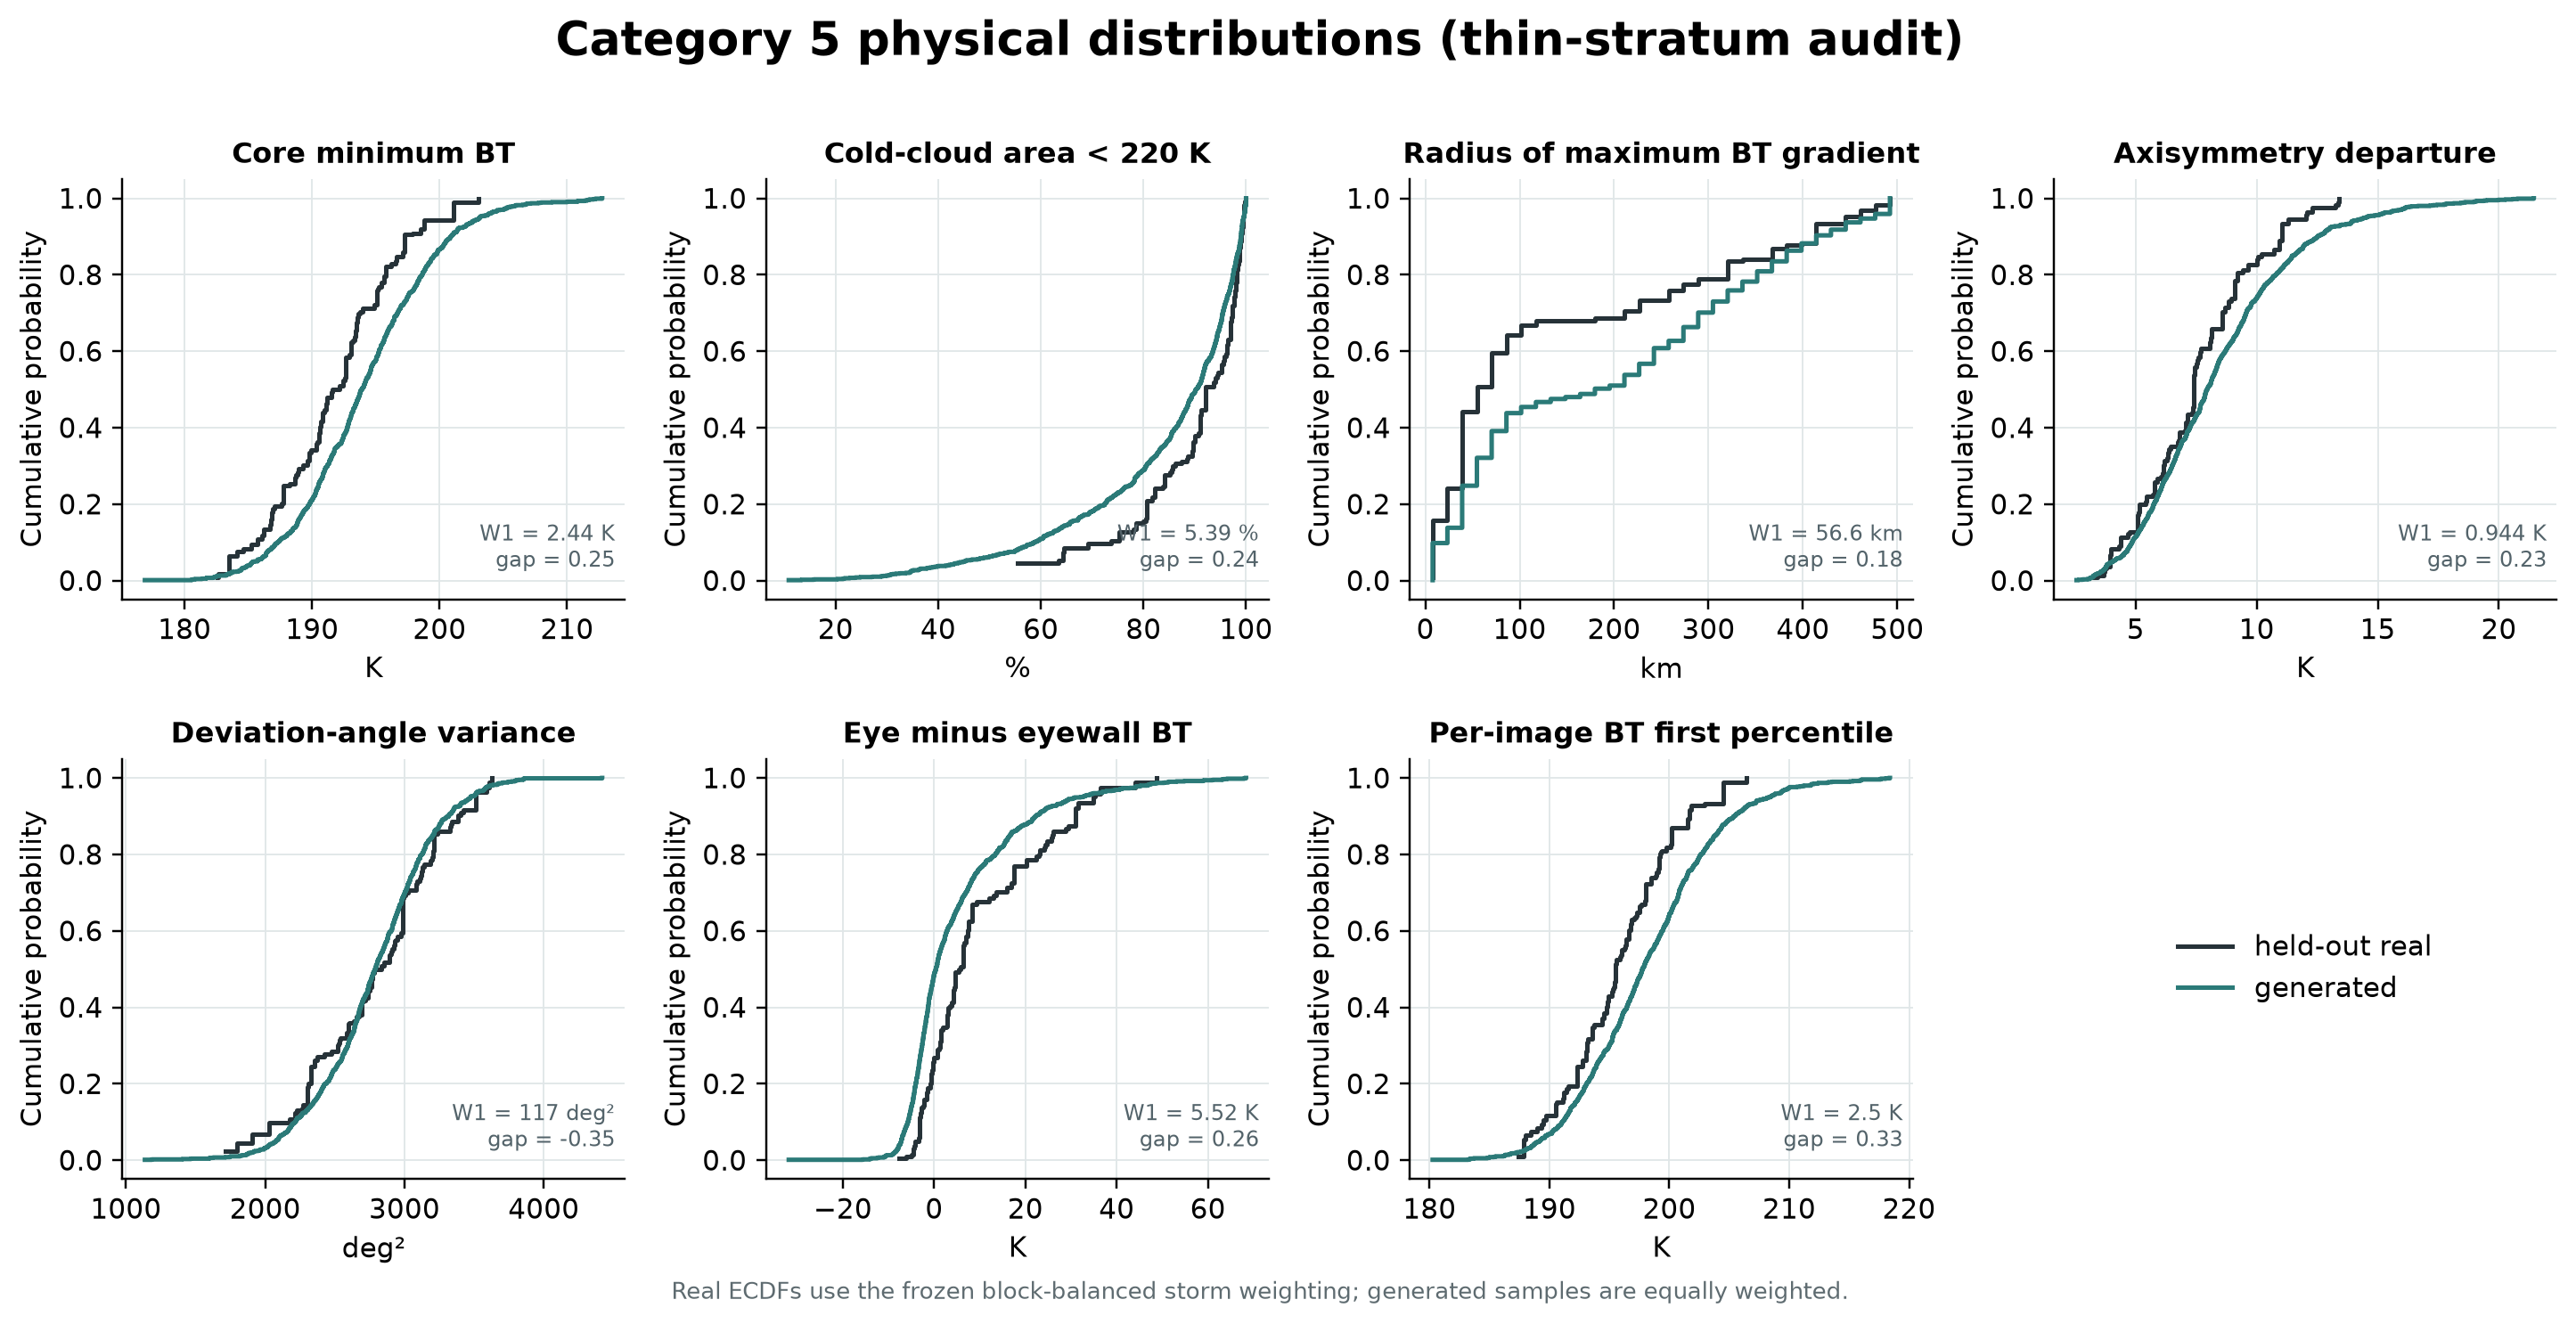 Category 5 physical distributions (thin-stratum audit)
Core minimum BT
Cumulative probability
1.0
0.8
0.6
0.4
0.2
0.0
W1 = 2.44 K
gap = 0.25
180 190 200 210
K
Cold-cloud area < 220 K
Cumulative probability
1.0
0.8
0.6
0.4
0.2
0.0
W1 = 5.39 %
gap = 0.24
20 40 60 80 100
%
Radius of maximum BT gradient
Cumulative probability
1.0
0.8
0.6
0.4
0.2
0.0
W1 = 56.6 km
gap = 0.18
0 100 200 300 400 500
km
Axisymmetry departure
Cumulative probability
1.0
0.8
0.6
0.4
0.2
0.0
W1 = 0.944 K
gap = 0.23
5 10 15 20
K
Deviation-angle variance
Cumulative probability
1.0
0.8
0.6
0.4
0.2
0.0
W1 = 117 deg²
gap = -0.35
1000 2000 3000 4000
deg²
Eye minus eyewall BT
Cumulative probability
1.0
0.8
0.6
0.4
0.2
0.0
W1 = 5.52 K
gap = 0.26
−20 0 20 40 60
K
Per-image BT first percentile
Cumulative probability
1.0
0.8
0.6
0.4
0.2
0.0
W1 = 2.5 K
gap = 0.33
180 190 200 210 220
K
held-out real
generated
Real ECDFs use the frozen block-balanced storm weighting; generated samples are equally weighted.